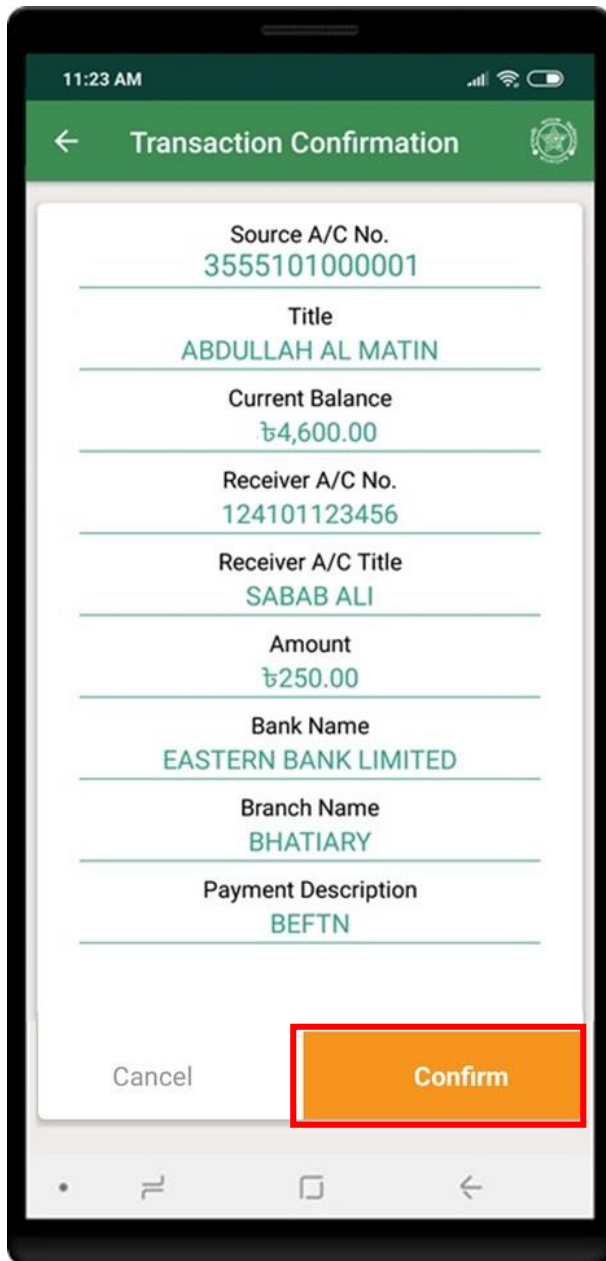 11:23 AM
Transaction Confirmation
Source A/C No.
3555101000001
Title
ABDULLAH AL MATIN
Current Balance
৳4,600.00
Receiver A/C No.
124101123456
Receiver A/C Title
SABAB ALI
Amount
৳250.00
Bank Name
EASTERN BANK LIMITED
Branch Name
BHATIARY
Payment Description
BEFTN
Cancel
Confirm